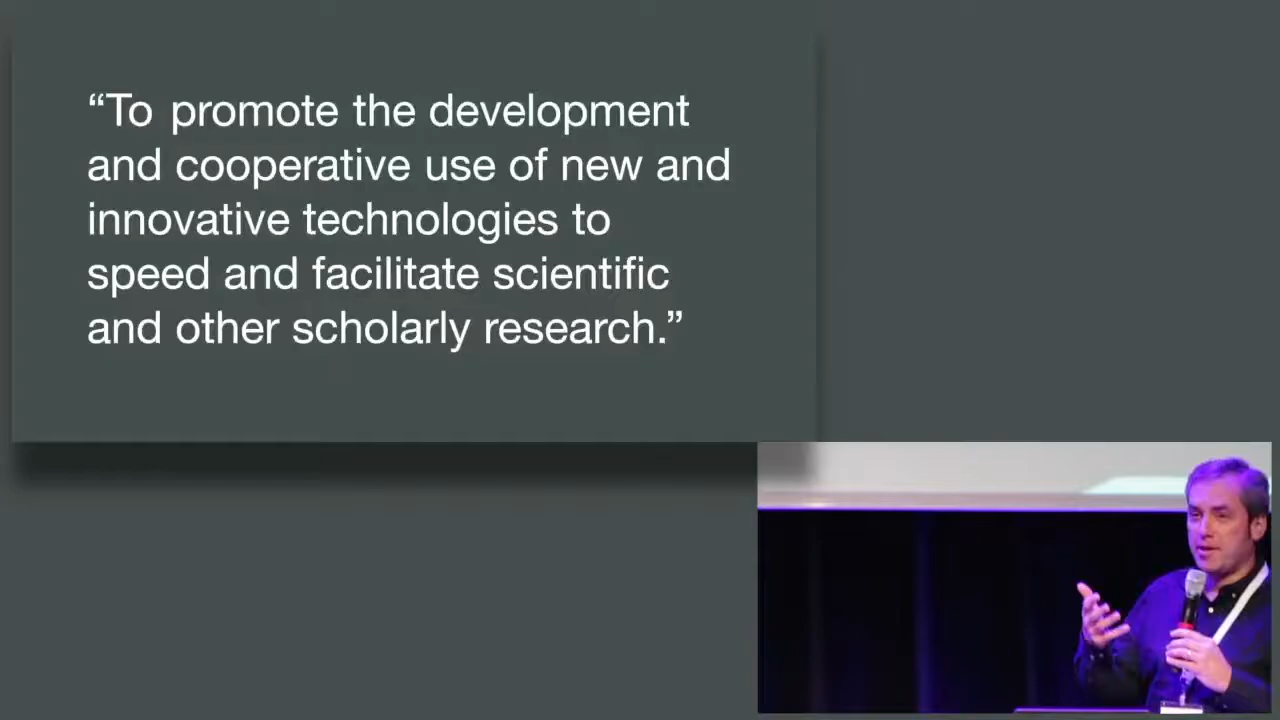 “To promote the development
and cooperative use of new and
innovative technologies to
speed and facilitate scientific
and other scholarly research.”